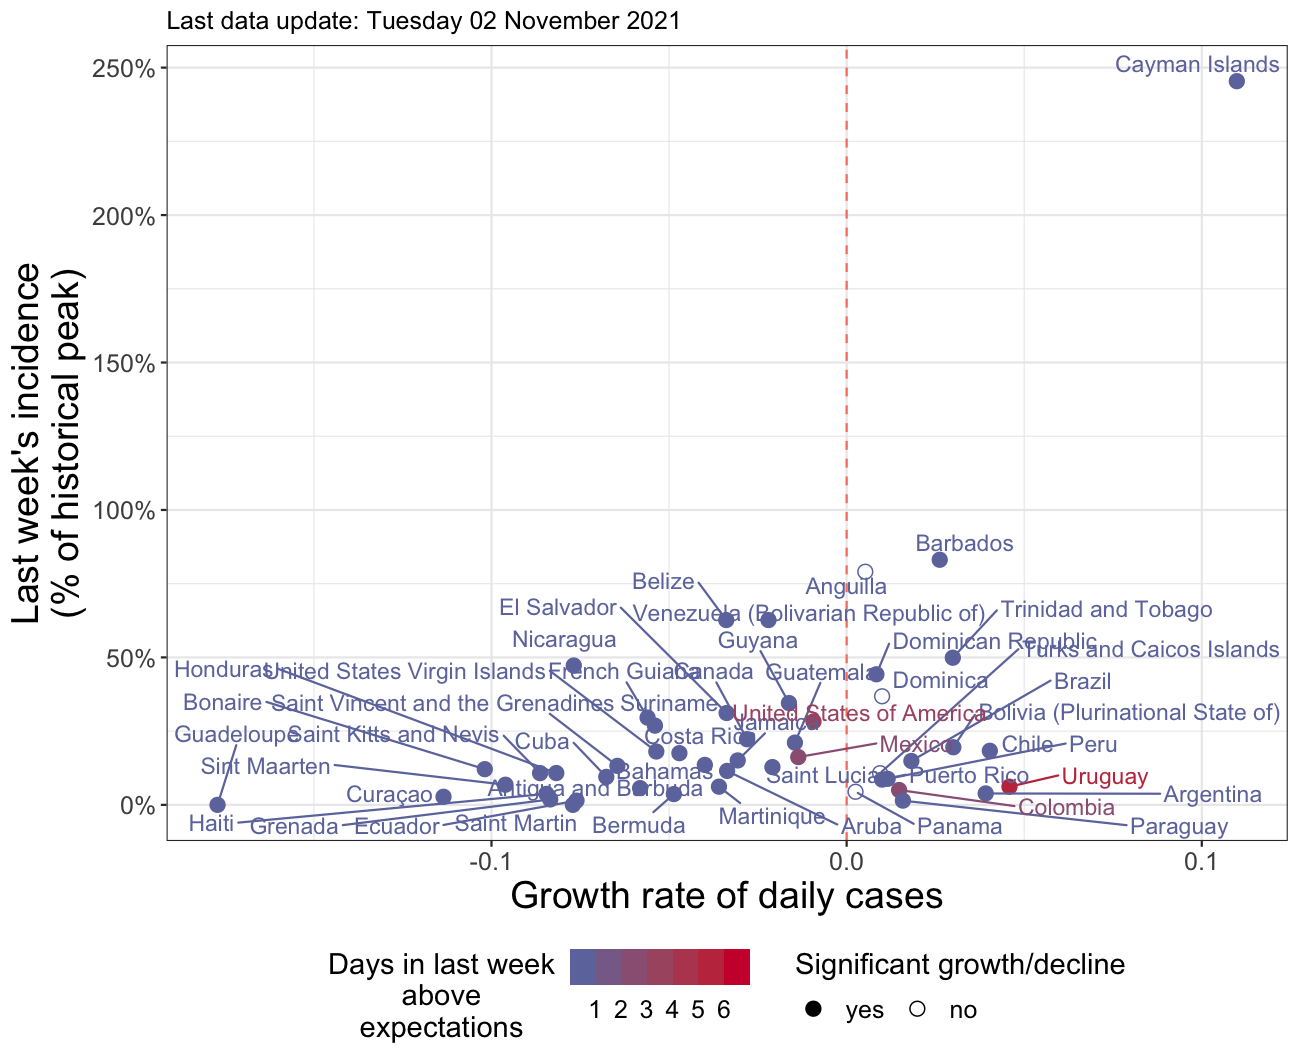 Last data update: Tuesday 02 November 2021
250%
200%
150%
100%
50%
0%
Last week's incidence
(% of historical peak)
Cayman Islands
Barbados
Anguilla
Belize
El Salvador
Venezuela (Bolivarian Republic of)
Trinidad and Tobago
Nicaragua
Guyana
Dominican Republic
Turks and Caicos Islands
Honduras
United States Virgin Islands
French Guiana
Canada
Guatemala
Dominica
Brazil
Bonaire
Saint Vincent and the Grenadines
Suriname
United States of America
Bolivia (Plurinational State of)
Jamaica
Guadeloupe
Saint Kitts and Nevis
Cuba
Costa Rica
Mexico
Chile
Peru
Sint Maarten
Bahamas
Saint Lucia
Puerto Rico
Uruguay
Curaçao
Antigua and Barbuda
Argentina
Colombia
Martinique
Haiti
Grenada
Ecuador
Saint Martin
Bermuda
Aruba
Panama
Paraguay
-0.1
0.0
0.1
Growth rate of daily cases
Days in last week
above
expectations
1 2 3 4 5 6
Significant growth/decline
yes
no